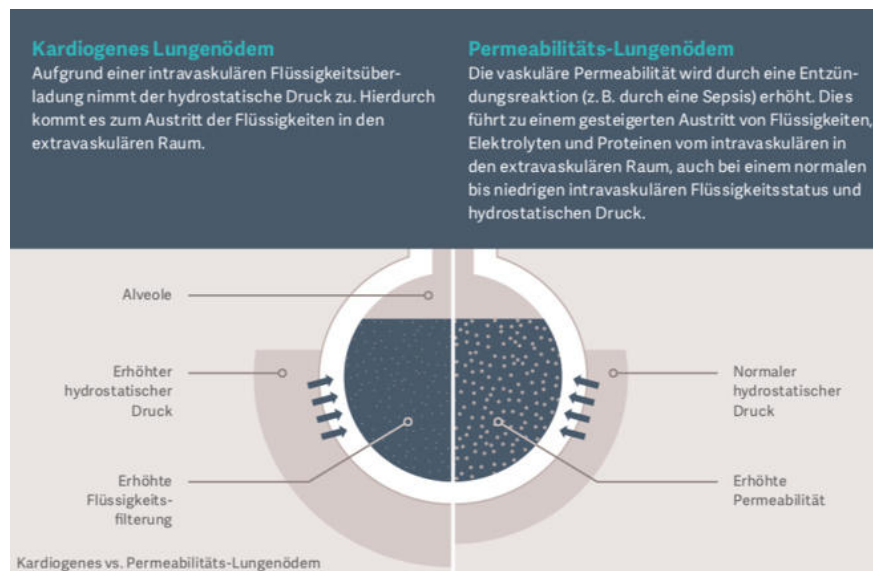 Kardiogenes Lungenödem
Aufgrund einer intravaskulären Flüssigkeitsüber-
ladung nimmt der hydrostatische Druck zu. Hierdurch
kommt es zum Austritt der Flüssigkeiten in den
extravaskulären Raum.
Permeabilitäts-Lungenödem
Die vaskuläre Permeabilität wird durch eine Entzün-
dungsreaktion (z. B. durch eine Sepsis) erhöht. Dies
führt zu einem gesteigerten Austritt von Flüssigkeiten,
Elektrolyten und Proteinen vom intravaskulären in
den extravaskulären Raum, auch bei einem normalen
bis niedrigen intravaskulären Flüssigkeitsstatus und
hydrostatischen Druck.
Alveole
Erhöhter
hydrostatischer
Druck
Erhöhte
Flüssigkeits-
filterung
Normaler
hydrostatischer
Druck
Erhöhte
Permeabilität
Kardiogenes vs. Permeabilitäts-Lungenödem